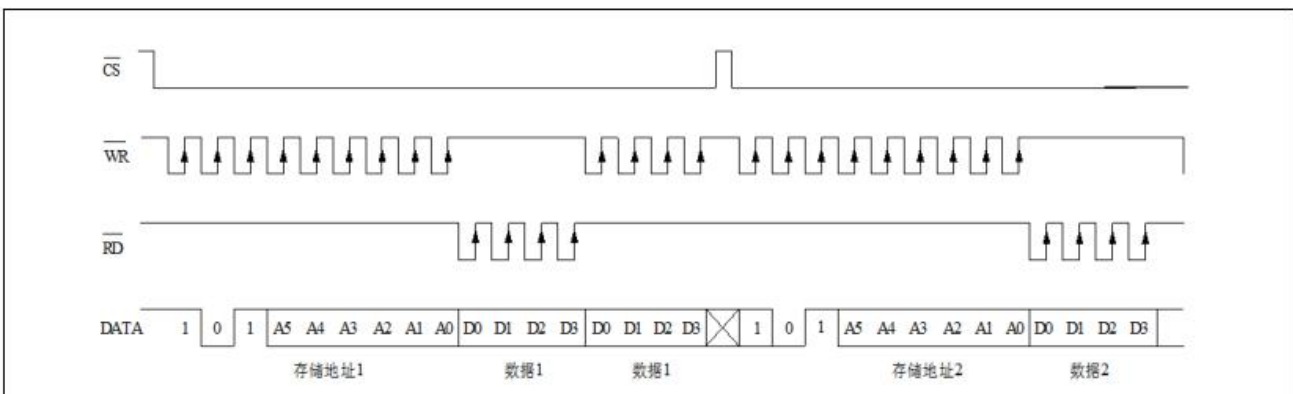 CS
WR
RD
DATA 1 0 1 A5 A4 A3 A2 A1 A0 D0 D1 D2 D3 D0 D1 D2 D3 1 0 1 A5 A4 A3 A2 A1 A0 D0 D1 D2 D3
存储地址1 数据1 数据1 存储地址2 数据2